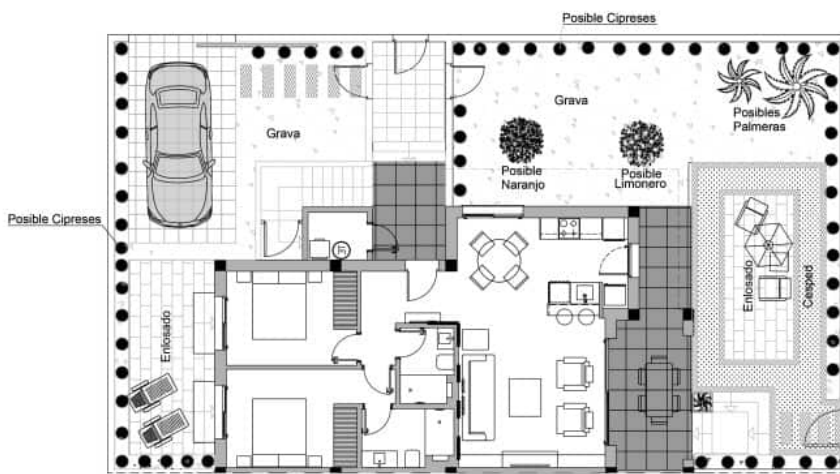 Posible Cipreses
Grava
Posibles
Palmeras
Grava
Posible
Naranjo
Posible
Limonero
Posible Cipreses
Enlosado
Cesped
Enlosado